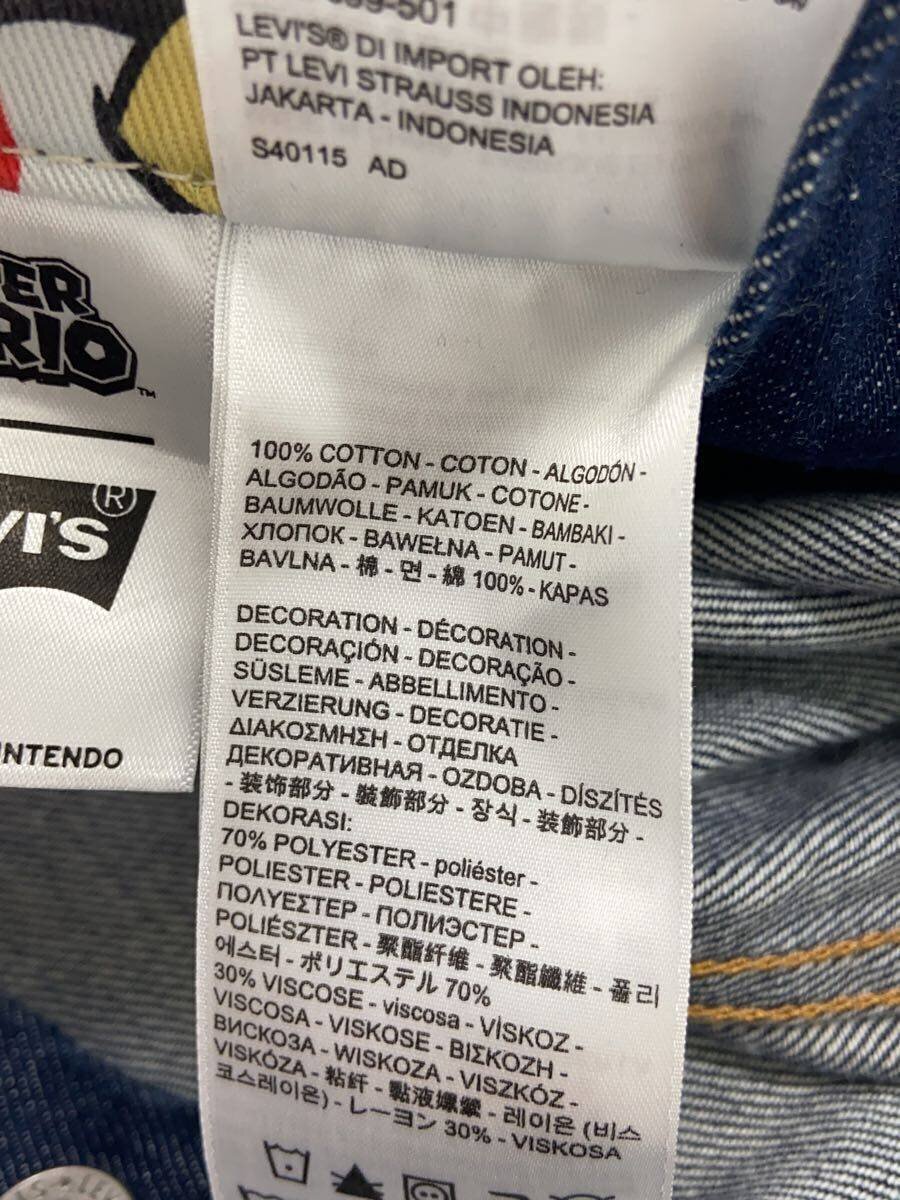 -501
LEVI'S® DI IMPORT OLEH:
PT LEVI STRAUSS INDONESIA
JAKARTA - INDONESIA
S40115 AD
TER
RIO™
VI'S®
NINTENDO
100% COTTON - COTON - ALGODÓN -
ALGODÃO - PAMUK - COTONE -
BAUMWOLLE - KATOEN - BAMBAKI -
ХЛОПОК - BAWEŁNA - PAMUT -
BAVLNA - 棉 - 면 - 綿 100% - KAPAS
DECORATION - DÉCORATION -
DECORAÇIÓN - DECORAÇÃO -
SÜSLEME - ABBELLIMENTO -
VERZIERUNG - DECORATIE -
ΔΙΑΚΟΣΜΗΣΗ - ОТДЕЛКА
ДЕКОРАТИВНАЯ - OZDOBA - DÍSZÍTÉS
- 装饰部分 - 裝飾部分 - 장식 - 装飾部分 -
DEKORASI:
70% POLYESTER - poliéster -
POLIESTER - POLIESTERE -
ΠΟΛΥΕΣΤΕΡ - ПОЛИЭСТЕР -
POLIÉSZTER - 聚酯纤维 - 聚酯纖維 - 폴리
에스터 - ポリエステル 70%
30% VISCOSE - viscosa - VİSKOZ -
VISCOSA - VISKOSE - ΒΙΣΚΟΖΗ -
ВИСКОЗА - WISKOZA - VISZKÓZ -
VISKÓZA - 粘纤 - 黏液嫘縈 - 레이온 (비스
코스레이온) - レーヨン 30% - VISKOSA